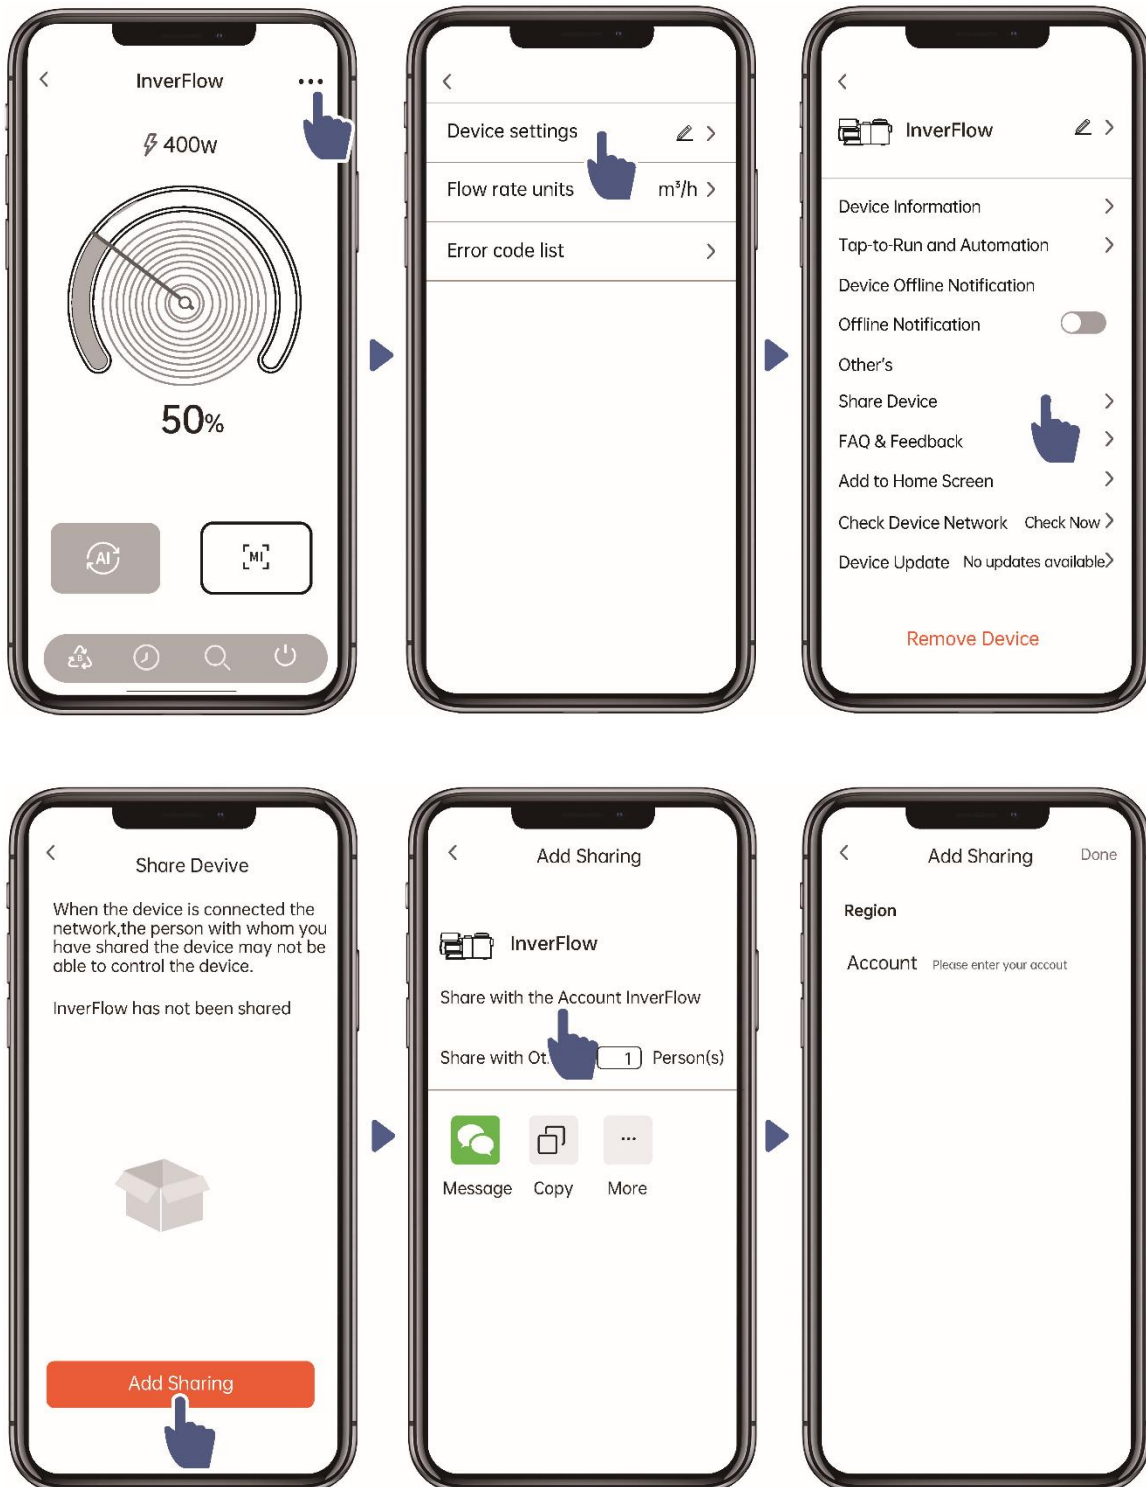 InverFlow
400w
50%
AI
MI
B
Device settings
Flow rate units m³/h
Error code list
InverFlow
Device Information
Tap-to-Run and Automation
Device Offline Notification
Offline Notification
Other's
Share Device
FAQ & Feedback
Add to Home Screen
Check Device Network Check Now
Device Update No updates available
Remove Device
Share Devive
When the device is connected the
network,the person with whom you
have shared the device may not be
able to control the device.
InverFlow has not been shared
Add Sharing
Add Sharing
InverFlow
Share with the Account InverFlow
Share with Ot 1 Person(s)
Message Copy More
Add Sharing Done
Region
Account Please enter your accout